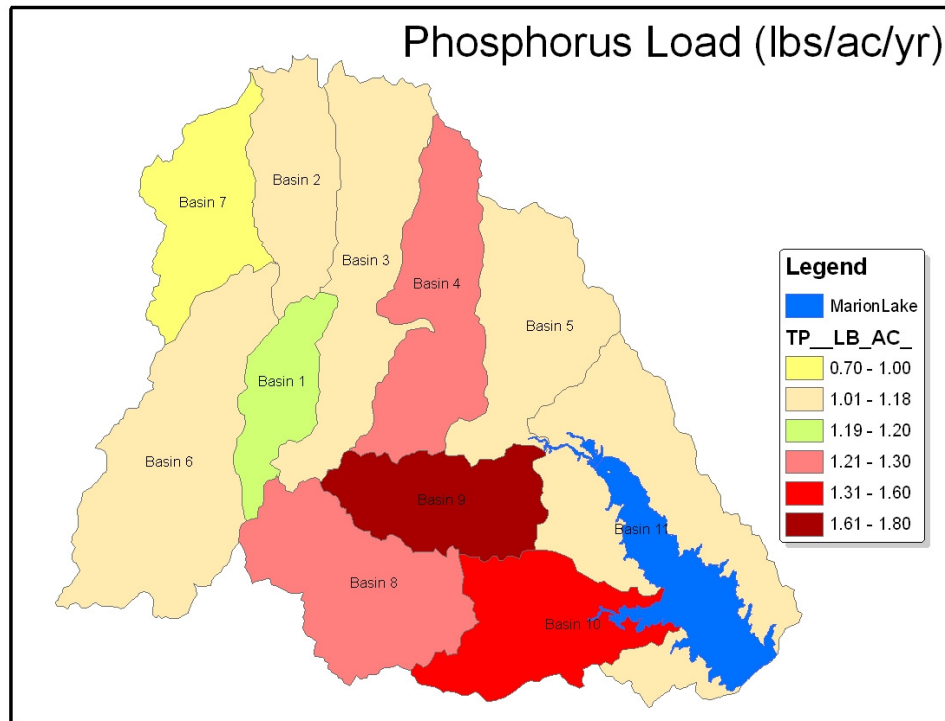 Phosphorus Load (lbs/ac/yr)
Basin 2
Basin 7
Basin 3
Basin 4
Basin 5
Basin 1
Basin 6
Basin 9
Basin 11
Basin 8
Basin 10
Legend
MarionLake
TP__LB_AC_
0.70 - 1.00
1.01 - 1.18
1.19 - 1.20
1.21 - 1.30
1.31 - 1.60
1.61 - 1.80